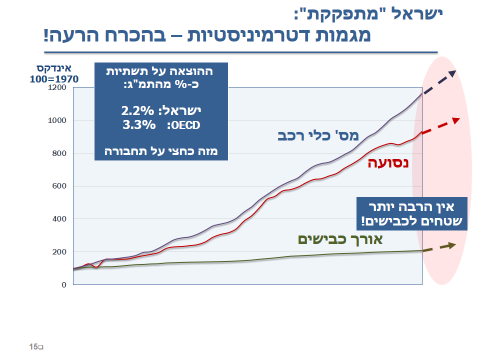 ישראל "מתפקקת":
מגמות דטרמיניסטיות – בהכרח הרעה!
אינדקס
100=1970
ההוצאה על תשתיות
כ-% מהתמ"ג:
ישראל: 2.2%
OECD: 3.3%
מזה כחצי על תחבורה
1200
1000
800
600
400
200
0
מס' כלי רכב
נסועה
אין הרבה יותר
שטחים לכבישים!
אורך כבישים
15ב